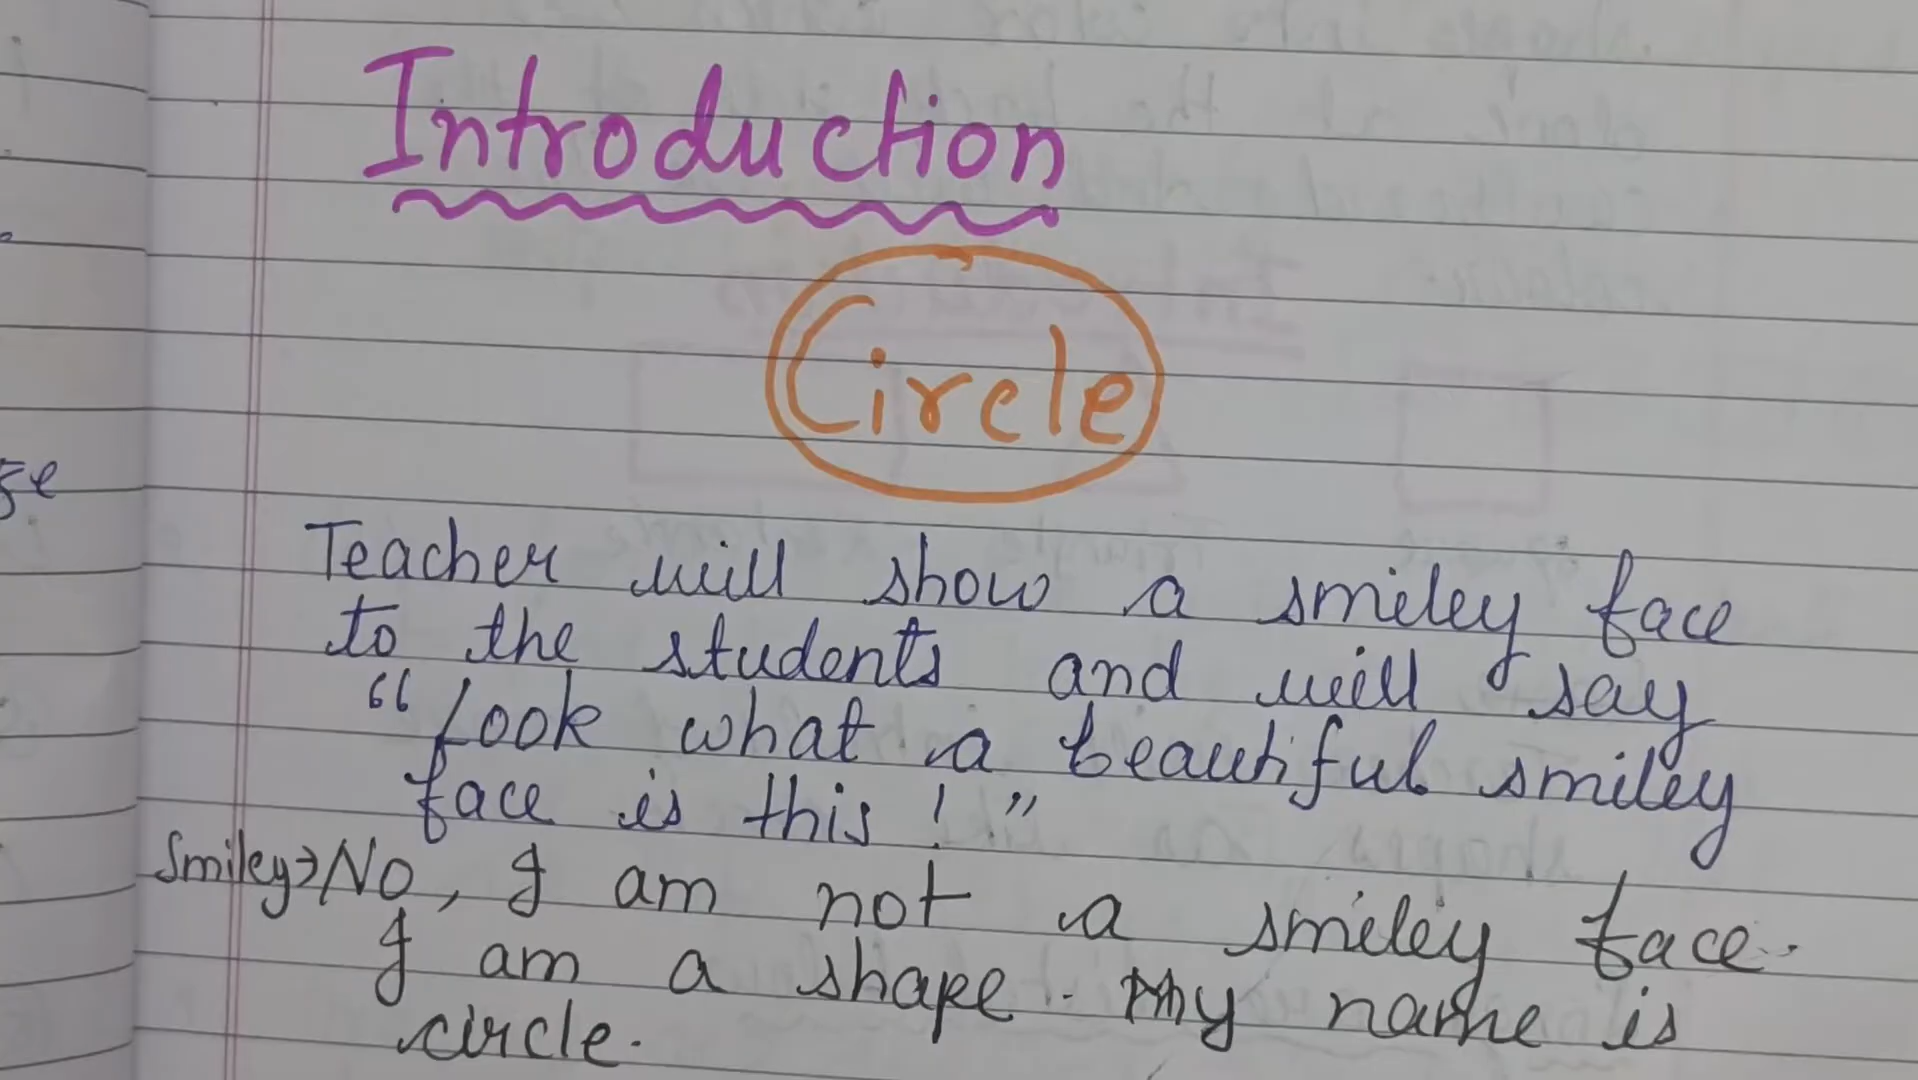 Introduction
Circle
Teacher will show a smiley face
to the students and will say
“Look what a beautiful smiley
face is this!”
Smiley→No, I am not a smiley face.
I am a shape. My name is
circle.